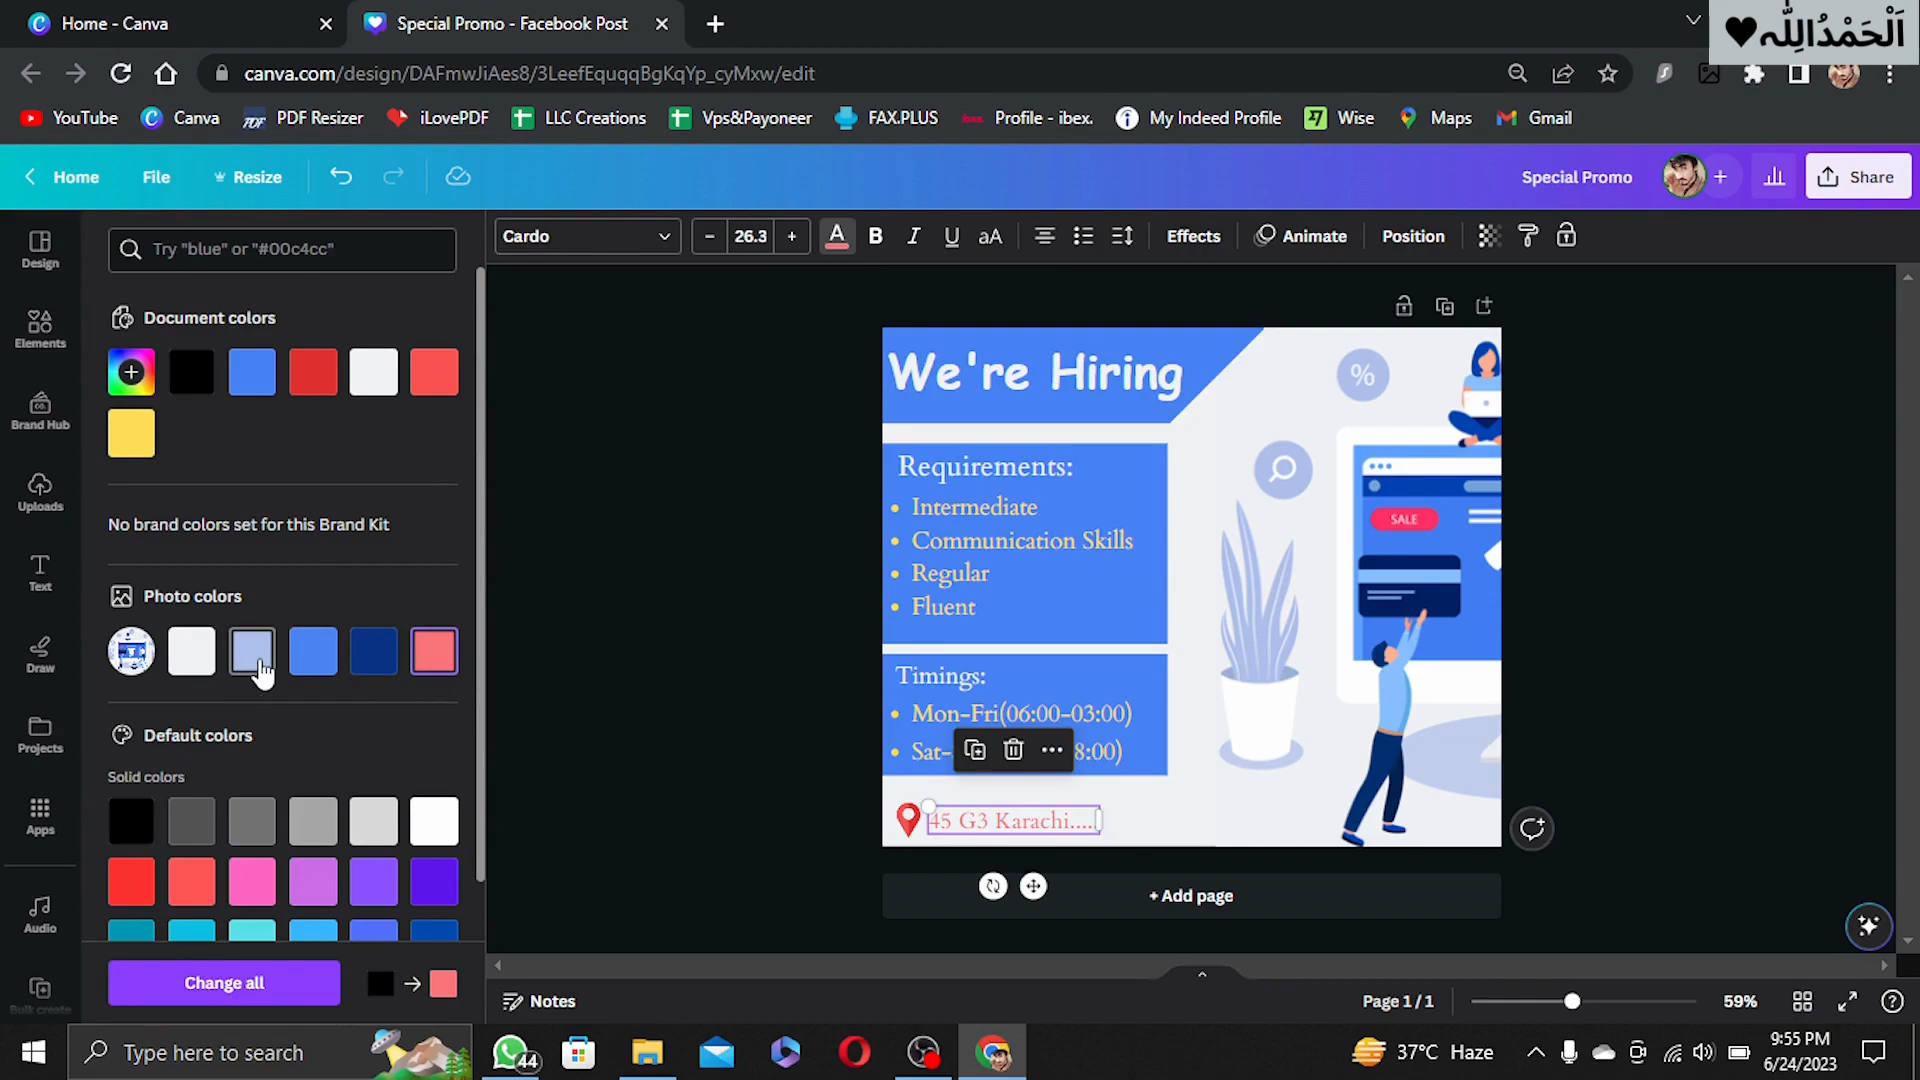 Home - Canva
Special Promo - Facebook Post
اَلْحَمْدُاللّٰه
canva.com/design/DAFmwJiAes8/3LeefEquqqBgKqYp_cyMxw/edit
YouTube
Canva
PDF
PDF Resizer
iLovePDF
LLC Creations
Vps&Payoneer
FAX.PLUS
ibex.
Profile - ibex.
My Indeed Profile
Wise
Maps
Gmail
Home
File
Resize
Special Promo
Share
Design
Elements
Brand Hub
Uploads
Text
Draw
Projects
Apps
Audio
Bulk create
Try "blue" or "#00c4cc"
Document colors
No brand colors set for this Brand Kit
Photo colors
Default colors
Solid colors
Change all
Cardo
26.3
A
B
I
U
aA
Effects
Animate
Position
We're Hiring
%
Requirements:
Intermediate
Communication Skills
Regular
Fluent
SALE
Timings:
Mon-Fri(06:00-03:00)
Sat-
8:00)
45 G3 Karachi....
+ Add page
Notes
Page 1 / 1
59%
Type here to search
44
37°C Haze
9:55 PM
6/24/2023